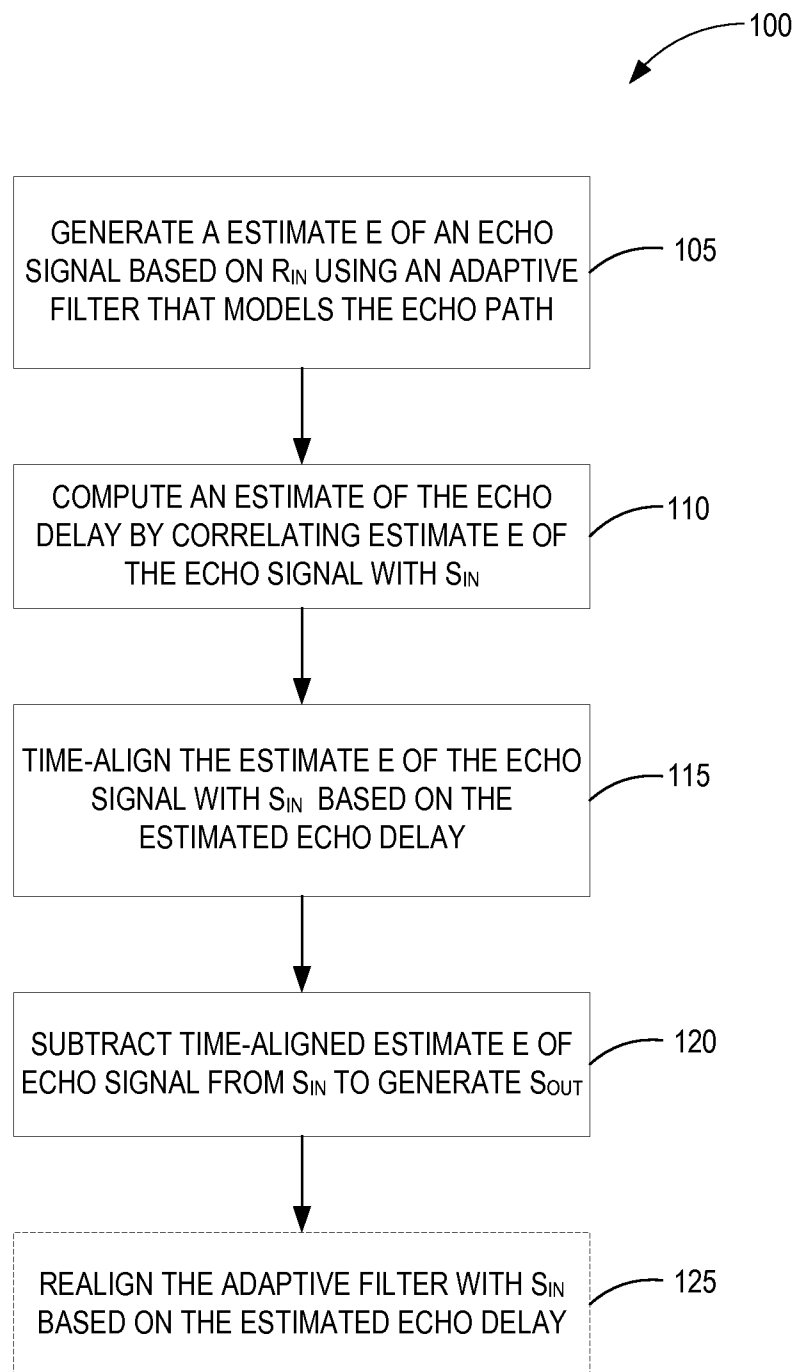 100
GENERATE A ESTIMATE E OF AN ECHO
SIGNAL BASED ON RIN USING AN ADAPTIVE
FILTER THAT MODELS THE ECHO PATH
105
COMPUTE AN ESTIMATE OF THE ECHO
DELAY BY CORRELATING ESTIMATE E OF
THE ECHO SIGNAL WITH SIN
110
TIME-ALIGN THE ESTIMATE E OF THE ECHO
SIGNAL WITH SIN BASED ON THE
ESTIMATED ECHO DELAY
115
SUBTRACT TIME-ALIGNED ESTIMATE E OF
ECHO SIGNAL FROM SIN TO GENERATE SOUT
120
REALIGN THE ADAPTIVE FILTER WITH SIN
BASED ON THE ESTIMATED ECHO DELAY
125